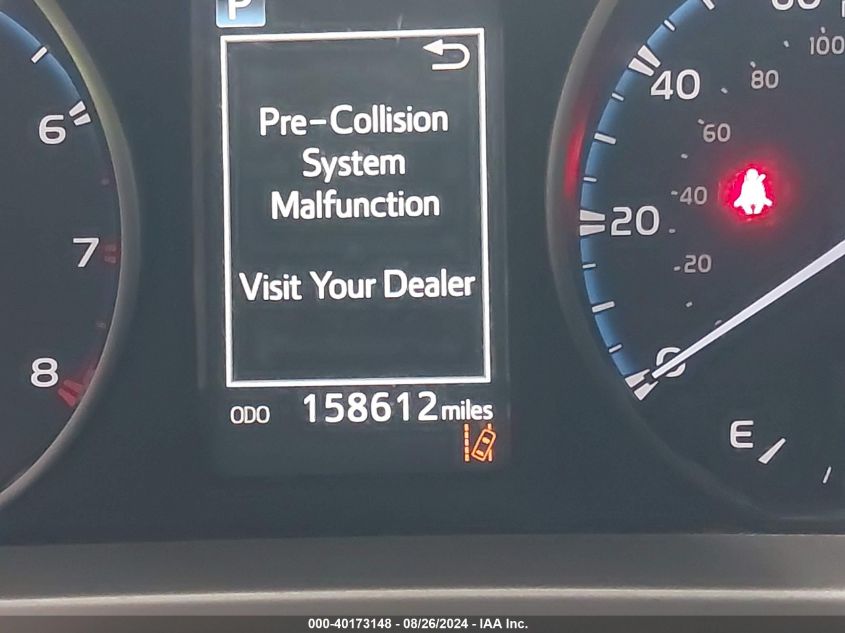 P
Pre-Collision
System
Malfunction
Visit Your Dealer
ODO 158612 miles
6
7
8
100
40
80
60
40
20
20
0
E
000-40173148 - 08/26/2024 - IAA Inc.